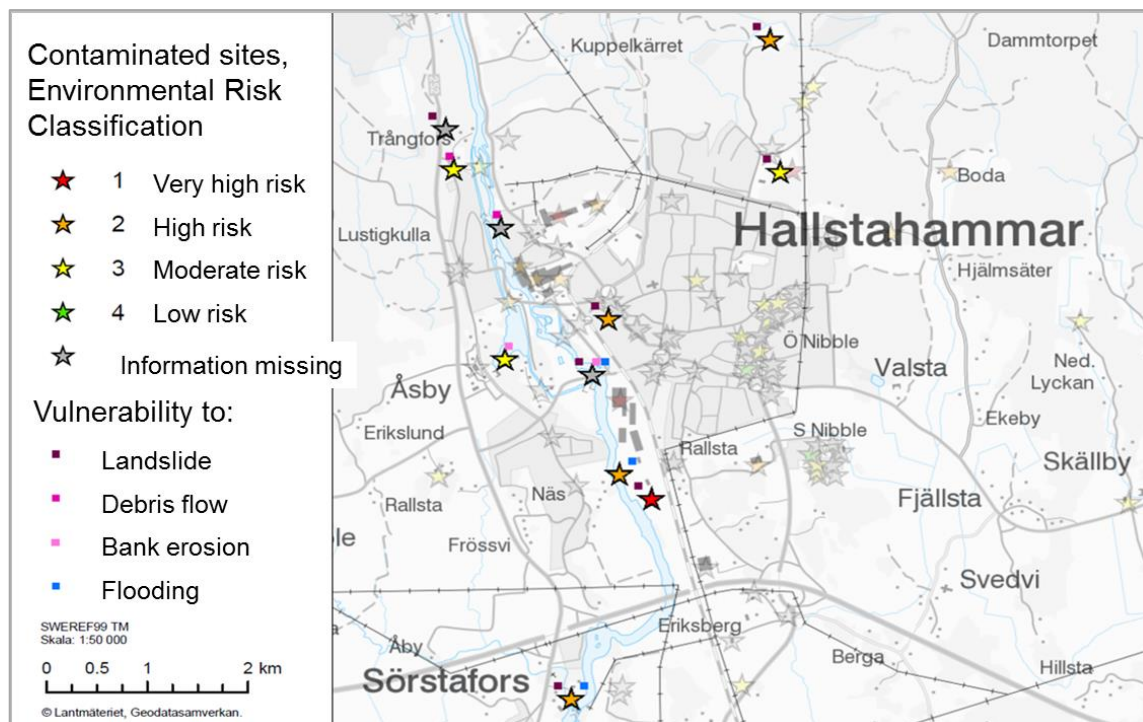 Contaminated sites,
Environmental Risk
Classification
1 Very high risk
2 High risk
3 Moderate risk
4 Low risk
Information missing
Vulnerability to:
Landslide
Debris flow
Bank erosion
Flooding
SWEREF99 TM
Skala: 1:50 000
0 0.5 1 2 km
© Lantmäteriet, Geodatasamverkan.
Kuppelkärret
Dammtorpet
Trångfors
Boda
Lustigkulla
Hallstahammar
Hjälmsäter
Ö Nibble
Valsta
Ned.
Lyckan
Åsby
Ekeby
Erikslund
S Nibble
Rallsta
Skällby
Näs
Rallsta
Fjällsta
Frössvi
Svedvi
Eriksberg
Åby
Berga
Hillsta
Sörstafors